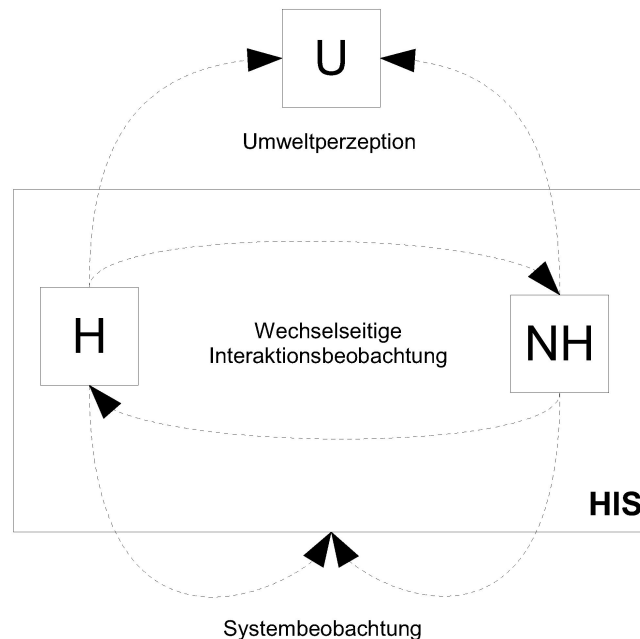 U
Umweltperzeption
H
Wechselseitige
Interaktionsbeobachtung
NH
HIS
Systembeobachtung